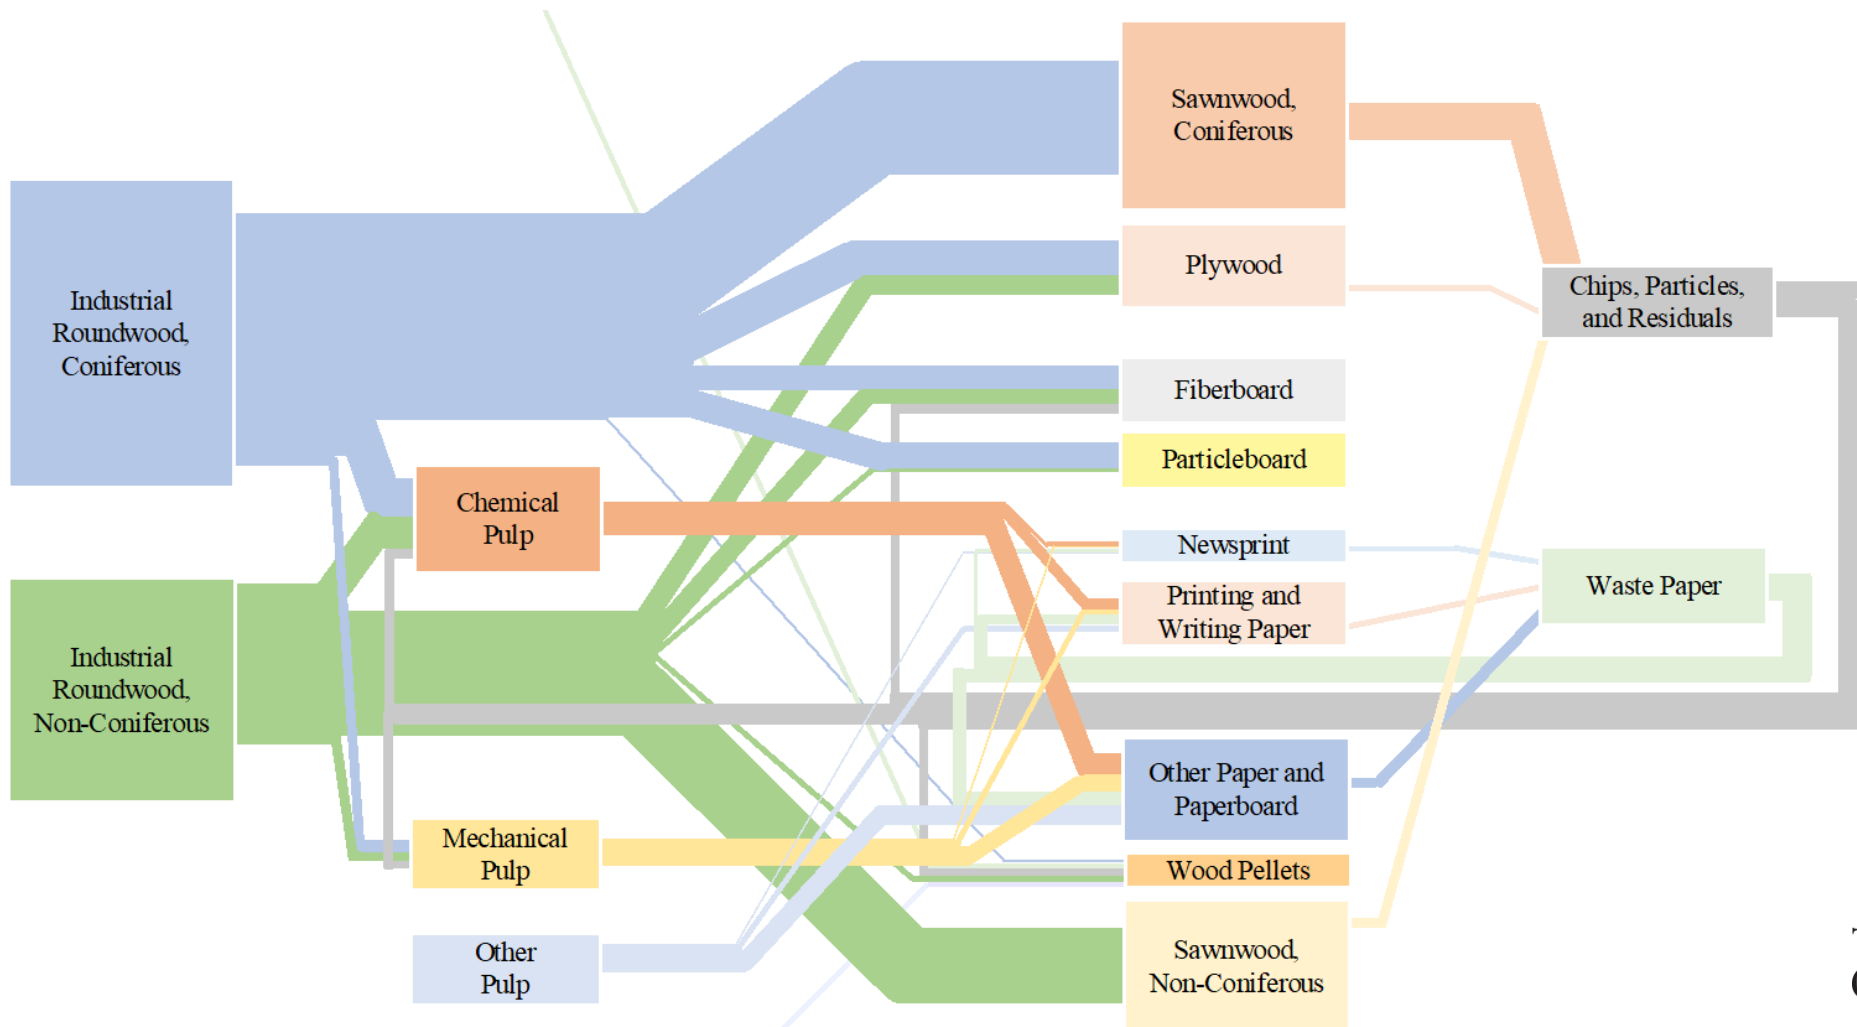 Sawnwood,
Coniferous
Industrial
Roundwood,
Coniferous
Plywood
Chips, Particles,
and Residuals
Fiberboard
Particleboard
Chemical
Pulp
Newsprint
Printing and
Writing Paper
Waste Paper
Industrial
Roundwood,
Non-Coniferous
Other Paper and
Paperboard
Mechanical
Pulp
Wood Pellets
Other
Pulp
Sawnwood,
Non-Coniferous